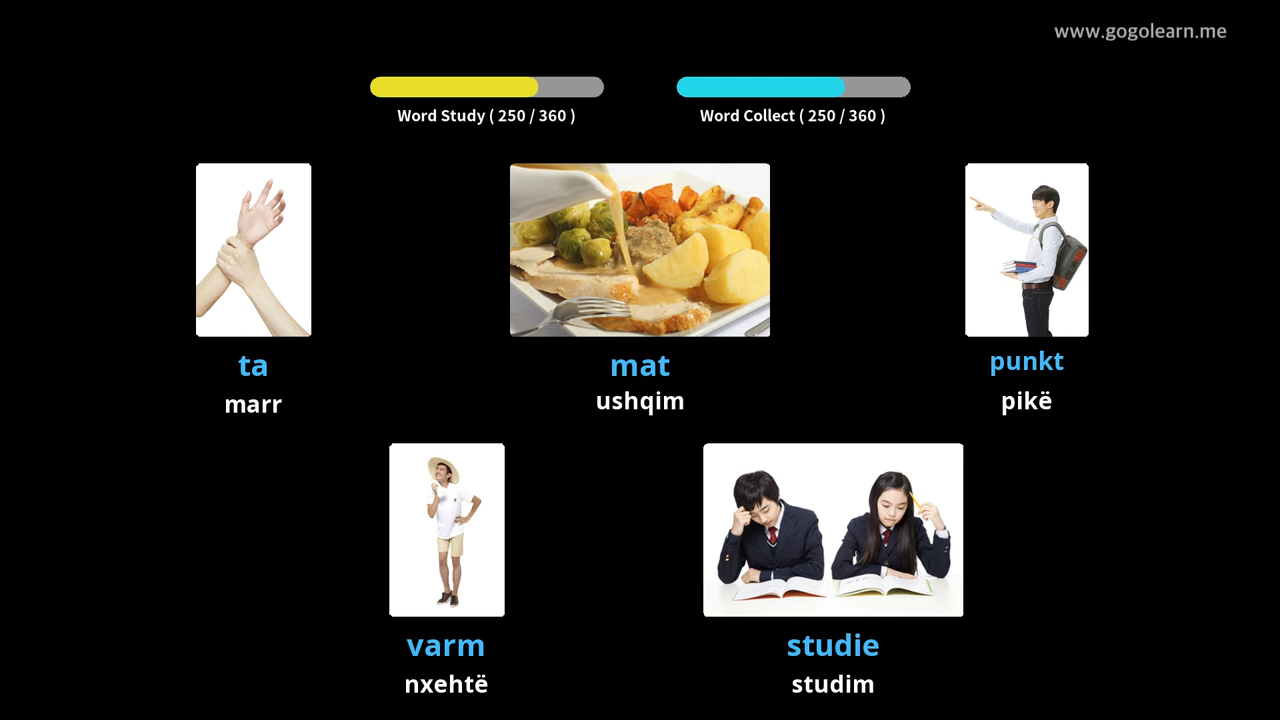 www.gogolearn.me
Word Study ( 250 / 360 )
Word Collect ( 250 / 360 )
ta
marr
mat
ushqim
punkt
pikë
varm
nxehtë
studie
studim